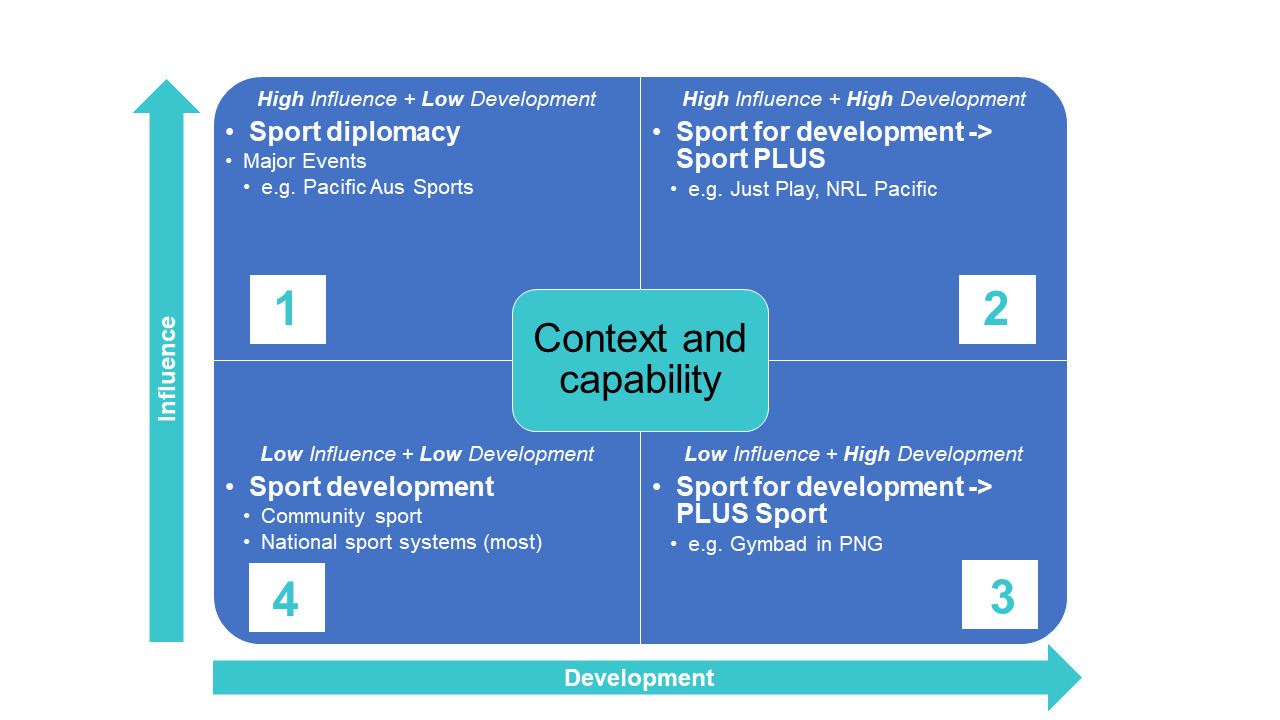 High Influence + Low Development
• Sport diplomacy
• Major Events
• e.g. Pacific Aus Sports
1
High Influence + High Development
• Sport for development ->
Sport PLUS
• e.g. Just Play, NRL Pacific
2
Context and
capability
Influence
Low Influence + Low Development
• Sport development
• Community sport
• National sport systems (most)
4
Low Influence + High Development
• Sport for development ->
PLUS Sport
• e.g. Gymbad in PNG
3
Development